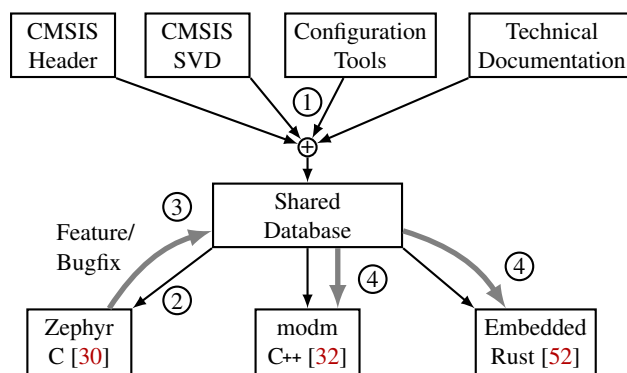 CMSIS
Header
CMSIS
SVD
Configuration
Tools
Technical
Documentation
①
+
Shared
Database
③
Feature/
Bugfix
②
④
④
Zephyr
C [30]
modm
C++ [32]
Embedded
Rust [52]